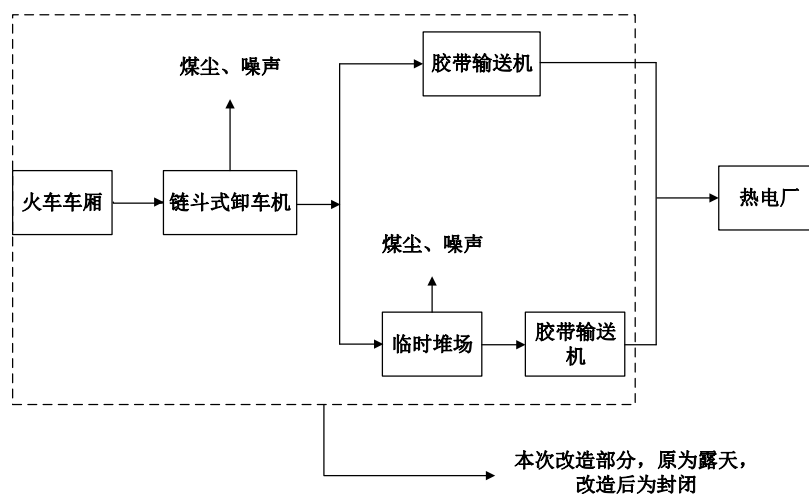 煤尘、噪声
胶带输送机
火车车厢
链斗式卸车机
热电厂
煤尘、噪声
临时堆场
胶带输送
机
本次改造部分，原为露天，
改造后为封闭